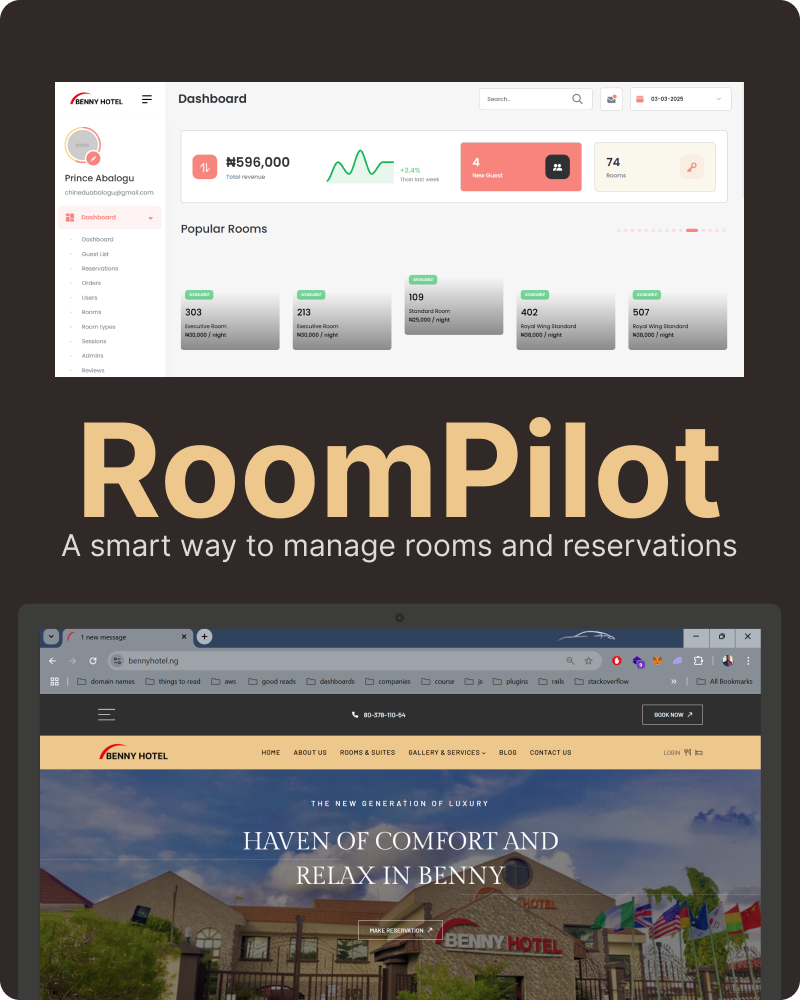 BENNY HOTEL
Dashboard
Search..
03-03-2025
Prince Abalogu
chineduabalogu@gmail.com
Dashboard
Dashboard
Guest List
Reservations
Orders
Users
Rooms
Room types
Sessions
Admins
Reviews
₦596,000
Total revenue
+2.4%
Than last week
4
New Guest
74
Rooms
Popular Rooms
AVAILABLE
303
Executive Room
₦30,000 / night
AVAILABLE
213
Executive Room
₦30,000 / night
AVAILABLE
109
Standard Room
₦25,000 / night
AVAILABLE
402
Royal Wing Standard
₦38,000 / night
AVAILABLE
507
Royal Wing Standard
₦38,000 / night
RoomPilot
A smart way to manage rooms and reservations
1 new message
bennyhotel.ng
domain names things to read aws good reads dashboards companies course js plugins rails stackoverflow » All Bookmarks
80-378-110-54
BOOK NOW
BENNY HOTEL
HOME ABOUT US ROOMS & SUITES GALLERY & SERVICES BLOG CONTACT US
LOGIN
THE NEW GENERATION OF LUXURY
HAVEN OF COMFORT AND
RELAX IN BENNY
MAKE RESERVATION
HOTEL
BENNY HOTEL